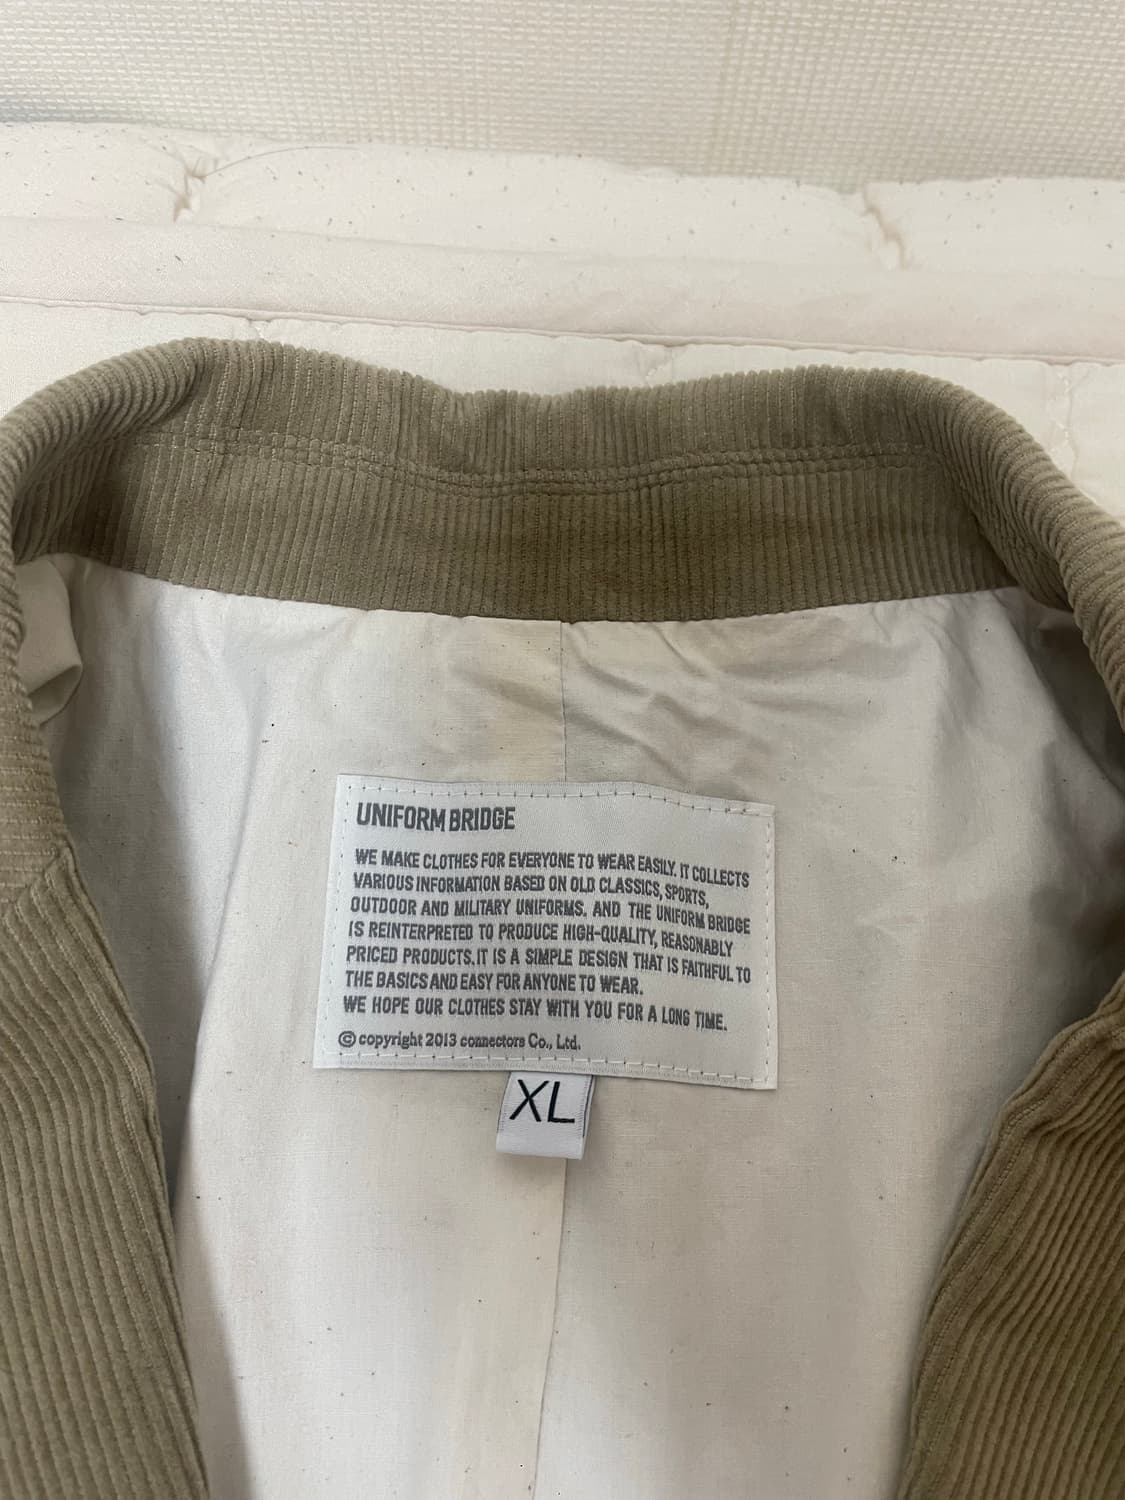 UNIFORM BRIDGE
WE MAKE CLOTHES FOR EVERYONE TO WEAR EASILY. IT COLLECTS
VARIOUS INFORMATION BASED ON OLD CLASSICS, SPORTS,
OUTDOOR AND MILITARY UNIFORMS. AND THE UNIFORM BRIDGE
IS REINTERPRETED TO PRODUCE HIGH-QUALITY, REASONABLY
PRICED PRODUCTS. IT IS A SIMPLE DESIGN THAT IS FAITHFUL TO
THE BASICS AND EASY FOR ANYONE TO WEAR.
WE HOPE OUR CLOTHES STAY WITH YOU FOR A LONG TIME.
© copyright 2013 connectors Co., Ltd.
XL